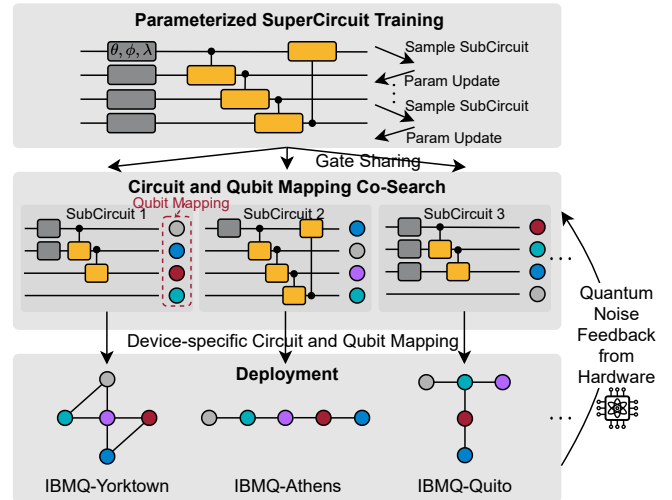 Parameterized SuperCircuit Training
θ, ϕ, λ
Sample SubCircuit
Param Update
⋮
Sample SubCircuit
Param Update
Gate Sharing
Circuit and Qubit Mapping Co-Search
SubCircuit 1
Qubit Mapping
SubCircuit 2
SubCircuit 3
...
Quantum
Noise
Feedback
from
Hardware
Device-specific Circuit and Qubit Mapping
Deployment
...
IBMQ-Yorktown
IBMQ-Athens
IBMQ-Quito